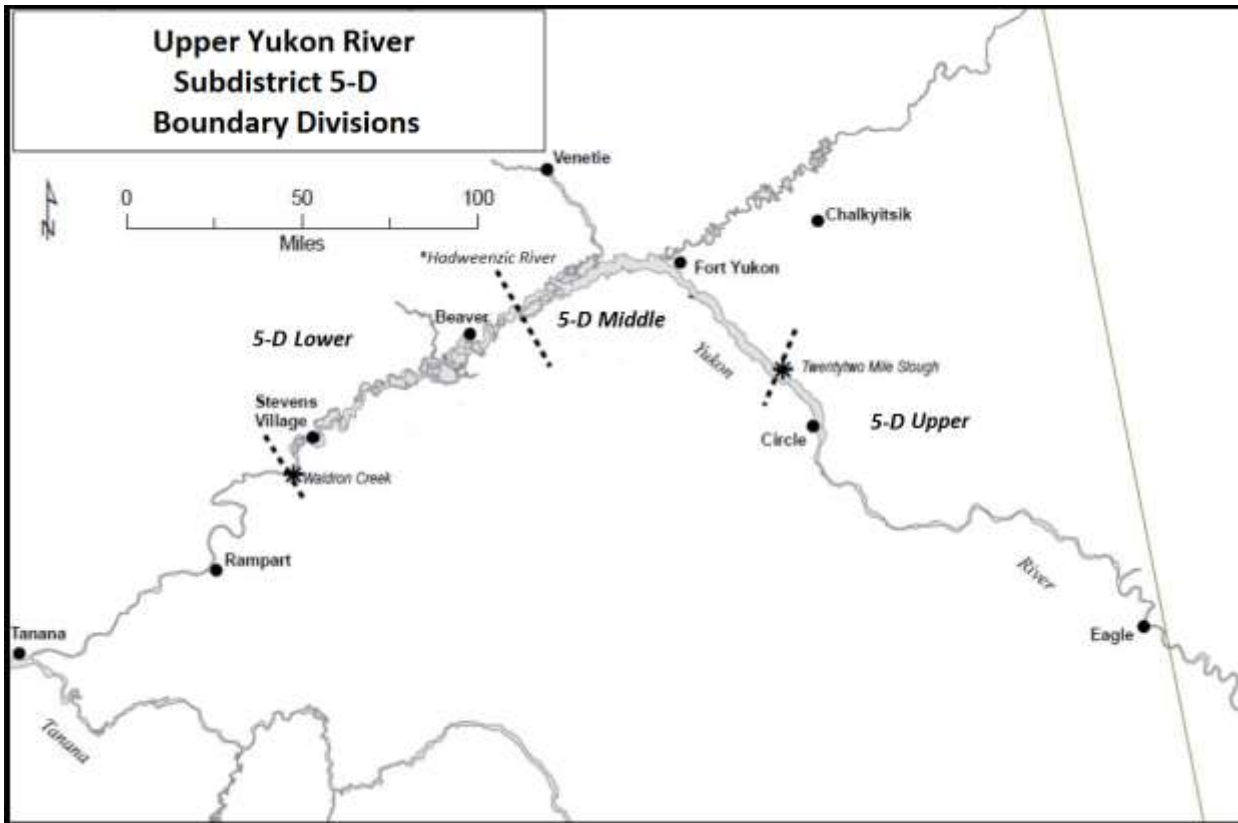 Upper Yukon River
Subdistrict 5-D
Boundary Divisions
Venetie
0 50 100
Miles
N
Chalkyitsik
*Hadweenzic River
Fort Yukon
Beaver
5-D Middle
5-D Lower
Yukon
Twentytwo Mile Slough
Stevens
Village
5-D Upper
Circle
Waldron Creek
Rampart
River
Tanana
Eagle
Tanana